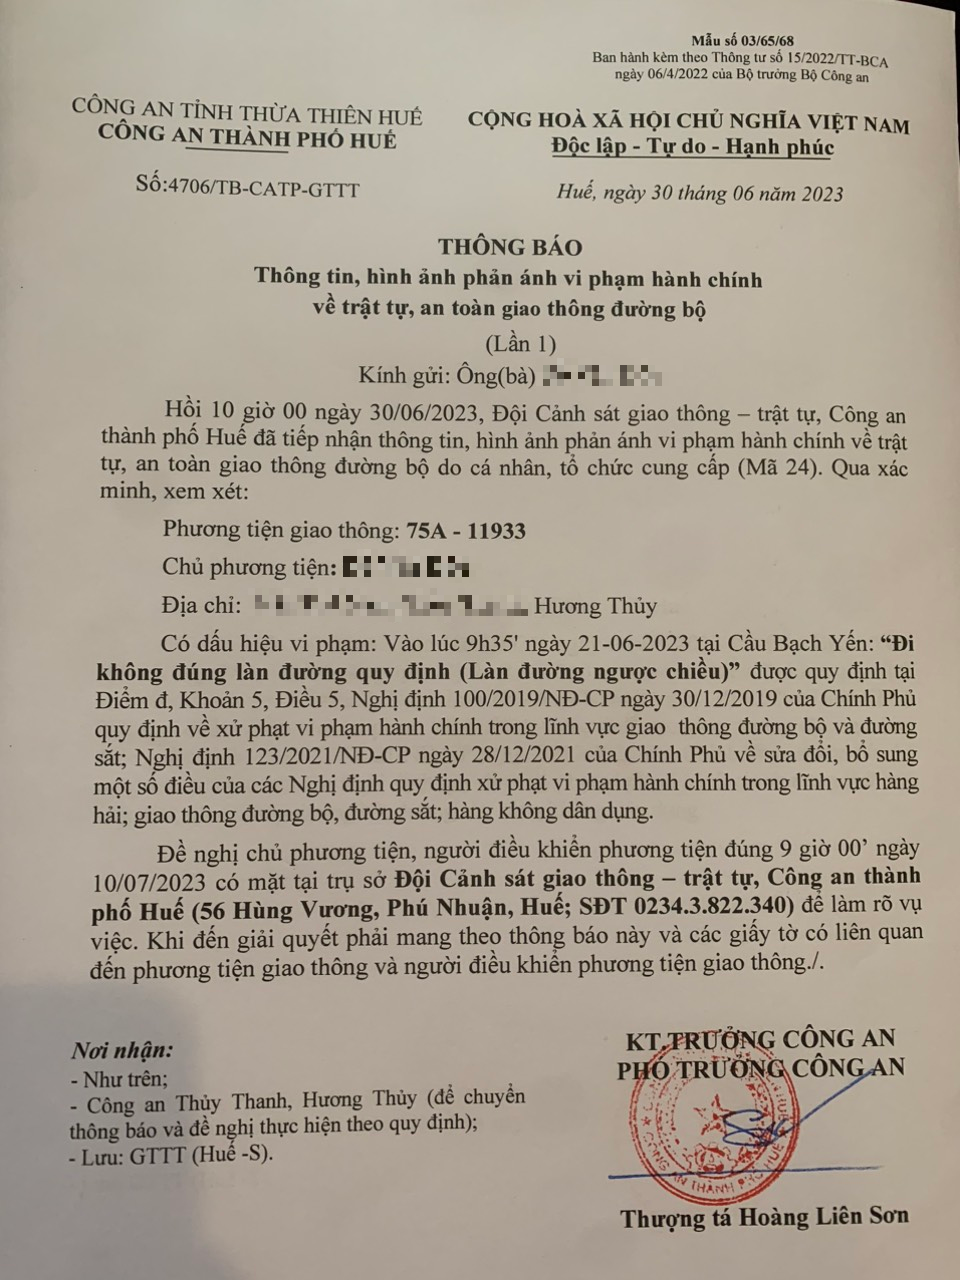 Mẫu số 03/65/68
Ban hành kèm theo Thông tư số 15/2022/TT-BCA
ngày 06/4/2022 của Bộ trưởng Bộ Công an
CÔNG AN TỈNH THỪA THIÊN HUẾ
CÔNG AN THÀNH PHỐ HUẾ
CỘNG HOÀ XÃ HỘI CHỦ NGHĨA VIỆT NAM
Độc lập - Tự do - Hạnh phúc
Số:4706/TB-CATP-GTTT
Huế, ngày 30 tháng 06 năm 2023
THÔNG BÁO
Thông tin, hình ảnh phản ánh vi phạm hành chính
về trật tự, an toàn giao thông đường bộ
(Lần 1)
Kính gửi: Ông(bà)
Hồi 10 giờ 00 ngày 30/06/2023, Đội Cảnh sát giao thông – trật tự, Công an
thành phố Huế đã tiếp nhận thông tin, hình ảnh phản ánh vi phạm hành chính về trật
tự, an toàn giao thông đường bộ do cá nhân, tổ chức cung cấp (Mã 24). Qua xác
minh, xem xét:
Phương tiện giao thông: 75A - 11933
Chủ phương tiện:
Địa chỉ: Hương Thủy
Có dấu hiệu vi phạm: Vào lúc 9h35' ngày 21-06-2023 tại Cầu Bạch Yến: “Đi
không đúng làn đường quy định (Làn đường ngược chiều)” được quy định tại
Điểm đ, Khoản 5, Điều 5, Nghị định 100/2019/NĐ-CP ngày 30/12/2019 của Chính Phủ
quy định về xử phạt vi phạm hành chính trong lĩnh vực giao thông đường bộ và đường
sắt; Nghị định 123/2021/NĐ-CP ngày 28/12/2021 của Chính Phủ về sửa đổi, bổ sung
một số điều của các Nghị định quy định xử phạt vi phạm hành chính trong lĩnh vực hàng
hải; giao thông đường bộ, đường sắt; hàng không dân dụng.
Đề nghị chủ phương tiện, người điều khiển phương tiện đúng 9 giờ 00’ ngày
10/07/2023 có mặt tại trụ sở Đội Cảnh sát giao thông – trật tự, Công an thành
phố Huế (56 Hùng Vương, Phú Nhuận, Huế; SĐT 0234.3.822.340) để làm rõ vụ
việc. Khi đến giải quyết phải mang theo thông báo này và các giấy tờ có liên quan
đến phương tiện giao thông và người điều khiển phương tiện giao thông./.
Nơi nhận:
- Như trên;
- Công an Thủy Thanh, Hương Thủy (để chuyển
thông báo và đề nghị thực hiện theo quy định);
- Lưu: GTTT (Huế -S).
KT.TRƯỞNG CÔNG AN
PHÓ TRƯỞNG CÔNG AN
CÔNG AN THÀNH PHỐ HUẾ
Thượng tá Hoàng Liên Sơn